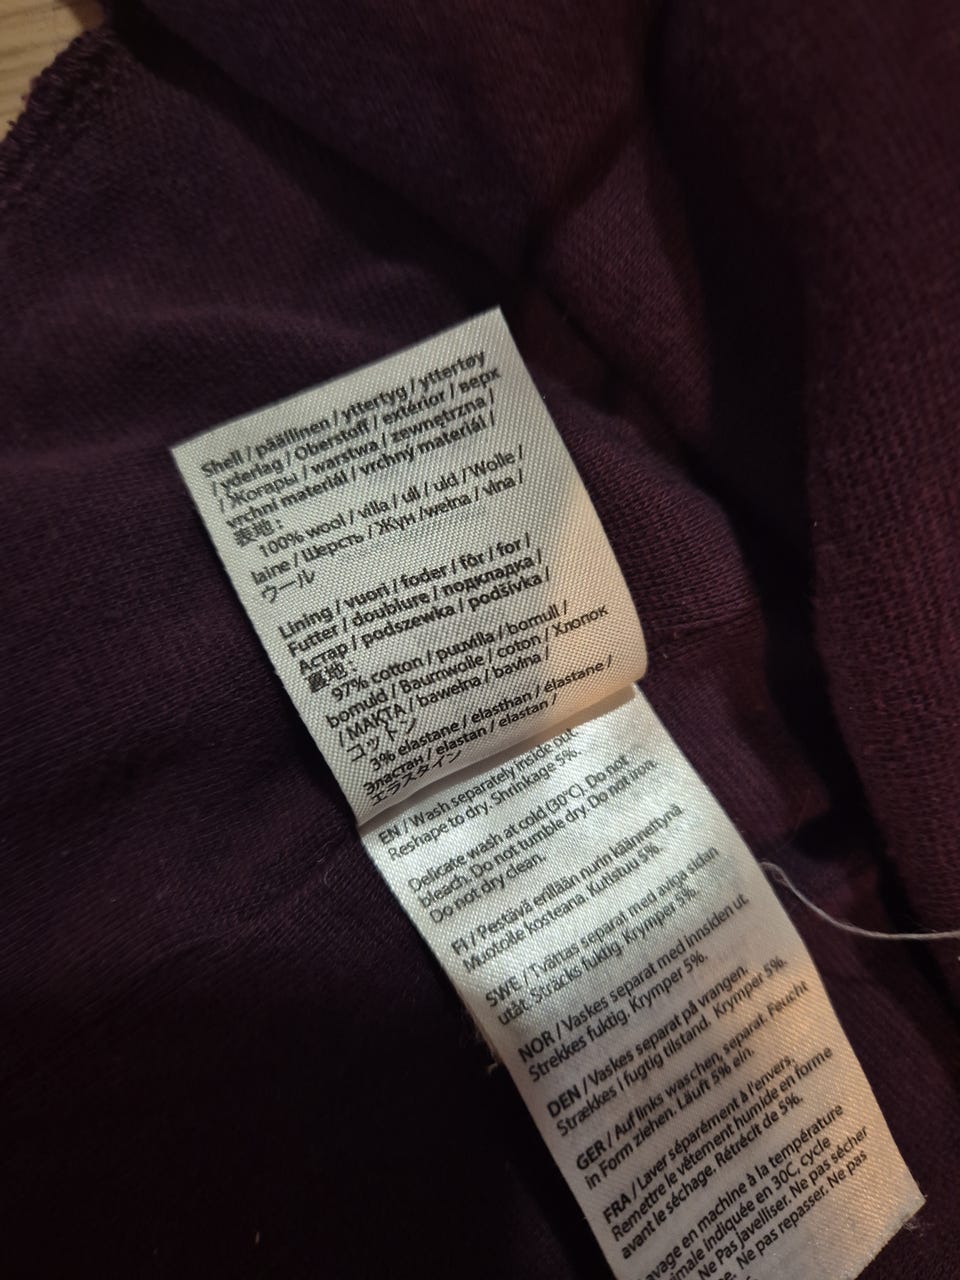 Shell / päällinen / yttertyg / yttertøy
/ yderlag / Oberstoff / extérior / верх
/ Жоғарды / warstwa / zewnętrzna /
vrchní materiál / vrchný materiál /
表地:
100% wool / villa / ull / uld / Wolle /
laine / Шерсть / Жүн / wełna / vlna /
ウール
Lining / vuori / foder / fôr / for /
Futter / doublure / подкладка /
Астар / podszewka / podšívka /
裏地:
97% cotton / puuvilla / bomull /
bomuld / Baumwolle / coton / Хлопок
/ МАҚТА / bawełna / bavlna /
コットン
3% elastane / elasthan / élastane /
Эластан / elastan / elastan /
エラスタイン
EN / Wash separately inside out.
Reshape to dry. Shrinkage 5%.
Delicate wash at cold (30°C). Do not
bleach. Do not tumble dry. Do not iron.
Do not dry clean.
FI / Pestävä erillään nurin käännettynä.
Muotoile kosteana. Kutistuu 5%.
SWE / Tvättas separat med aviga sidan
utåt. Sträcks fuktig. Krymper 5%.
NOR / Vaskes separat med innsiden ut.
Strekkes fuktig. Krymper 5%.
DEN / Vaskes separat på vrangen.
Strækkes i fugtig tilstand. Krymper 5%.
GER / Auf links waschen, separat. Feucht
in Form ziehen. Läuft 5% ein.
FRA / Laver séparément à l'envers.
Remettre le vêtement humide en forme
avant le séchage. Rétrécit de 5%.
avage en machine à la température
imale indiquée en 30C, cycle
Ne Pas javelliser. Ne pas sécher
e. Ne pas repasser. Ne pas